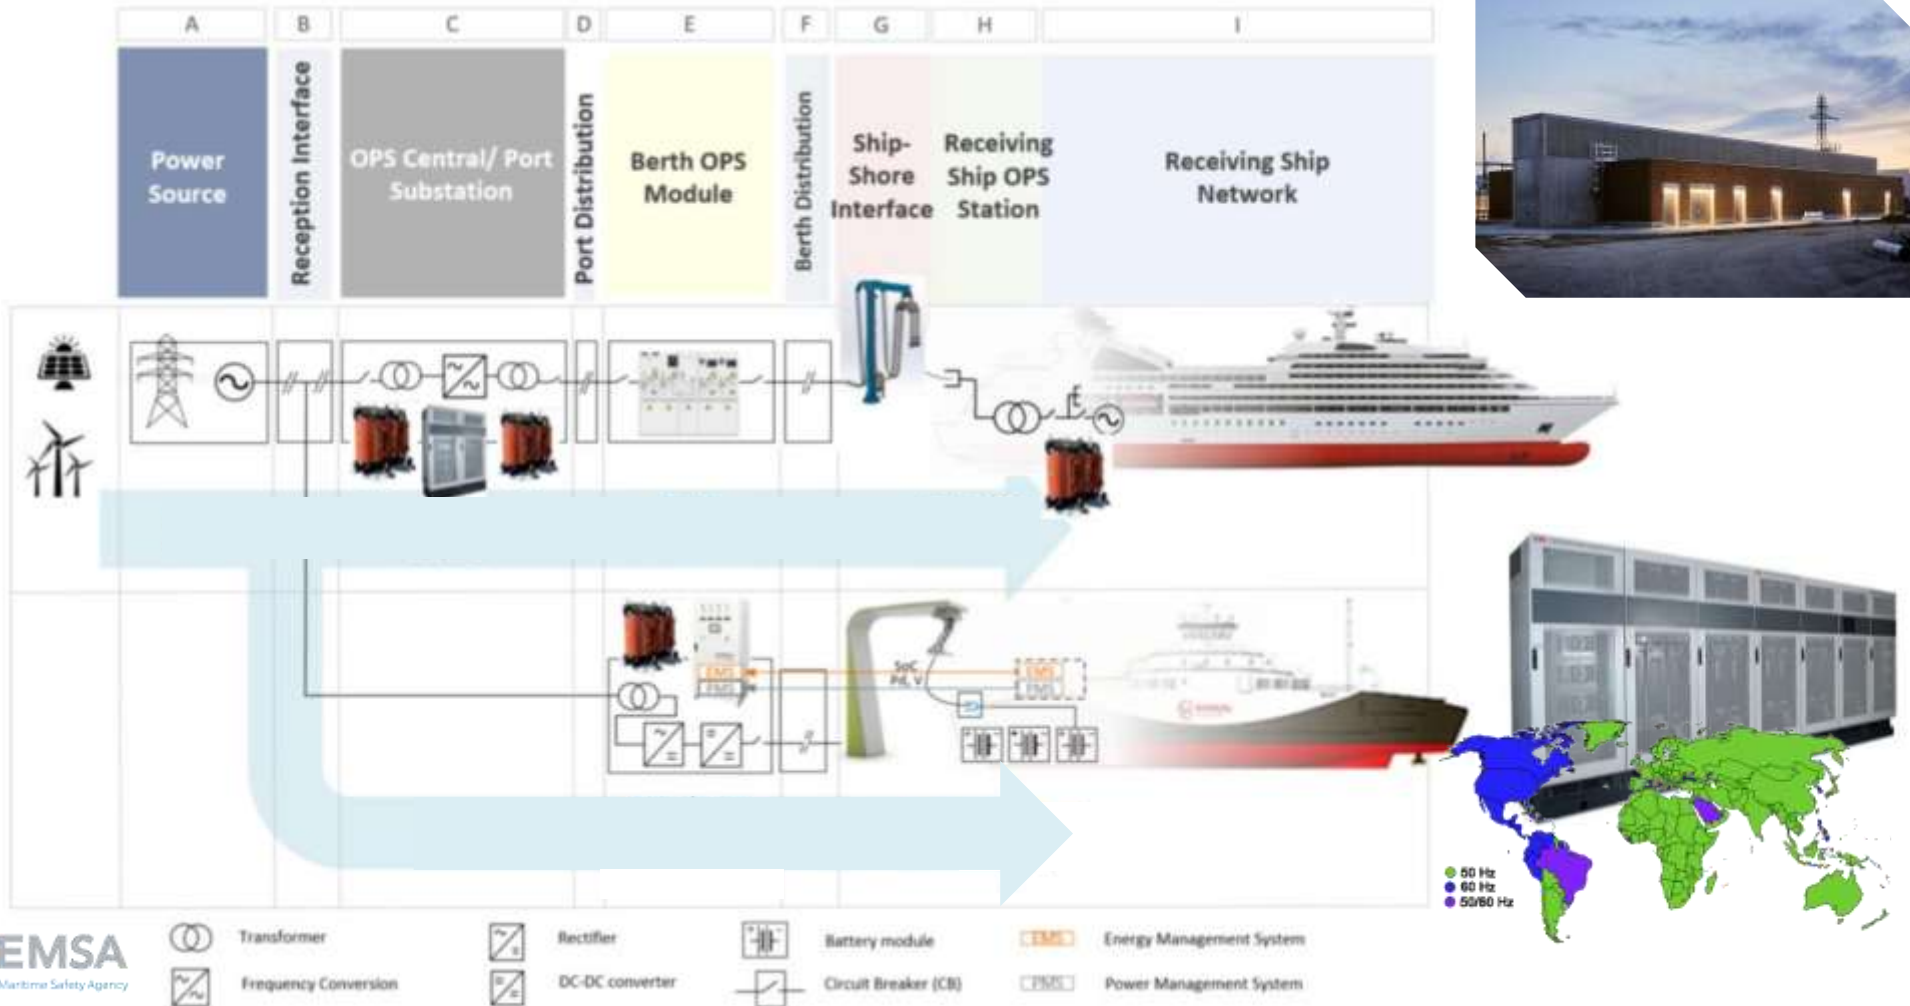 A
B
C
D
E
F
G
H
I
Power
Source
Reception Interface
OPS Central/ Port
Substation
Port Distribution
Berth OPS
Module
Berth Distribution
Ship-
Shore
Interface
Receiving
Ship OPS
Station
Receiving Ship
Network
EMS
PMS
SoC
Pd, V
EMS
PMS
50 Hz
60 Hz
50/60 Hz
Transformer
Rectifier
Battery module
EMS
Energy Management System
Frequency Conversion
DC-DC converter
Circuit Breaker (CB)
PMS
Power Management System
EMSA
Maritime Safety Agency